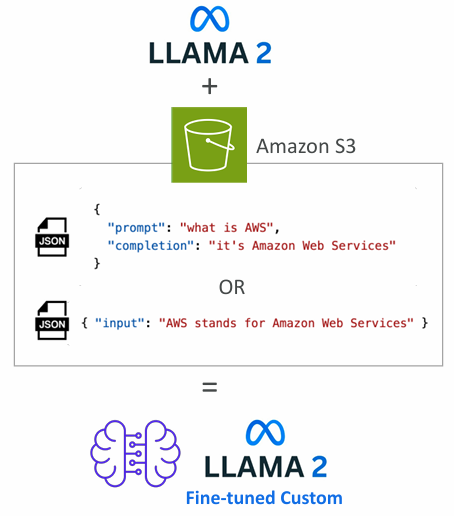 LLAMA 2
+
Amazon S3
{
"prompt": "what is AWS",
"completion": "it's Amazon Web Services"
}
JSON
OR
JSON
{ "input": "AWS stands for Amazon Web Services" }
=
LLAMA 2
Fine-tuned Custom